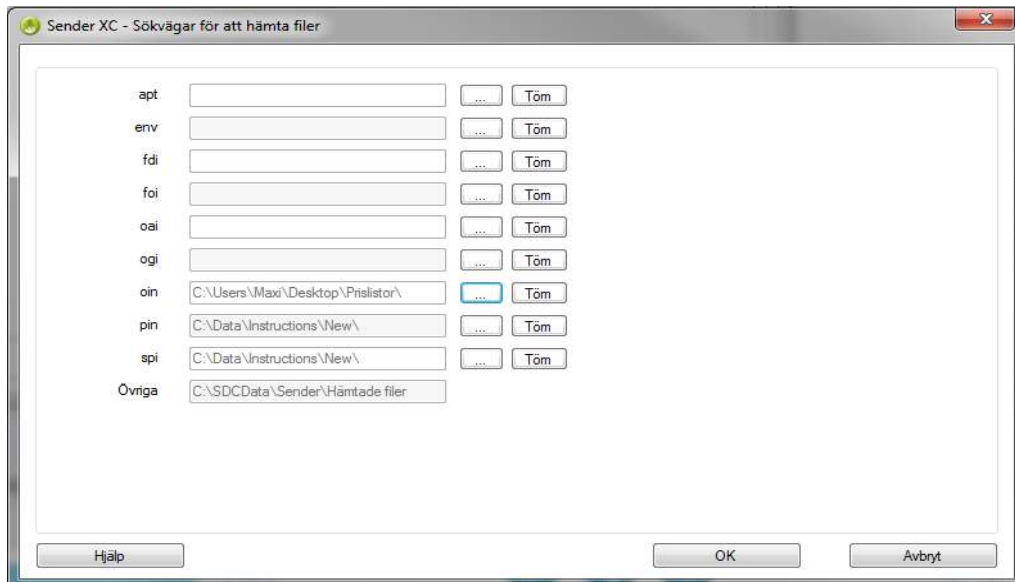 Sender XC - Sökvägar för att hämta filer
apt ... Töm
env ... Töm
fdi ... Töm
foi ... Töm
oai ... Töm
ogi ... Töm
oin C:\Users\Maxi\Desktop\Prislistor\ ... Töm
pin C:\Data\Instructions\New\ ... Töm
spi C:\Data\Instructions\New\ ... Töm
Övriga C:\SDCData\Sender\Hämtade filer
Hjälp OK Avbryt